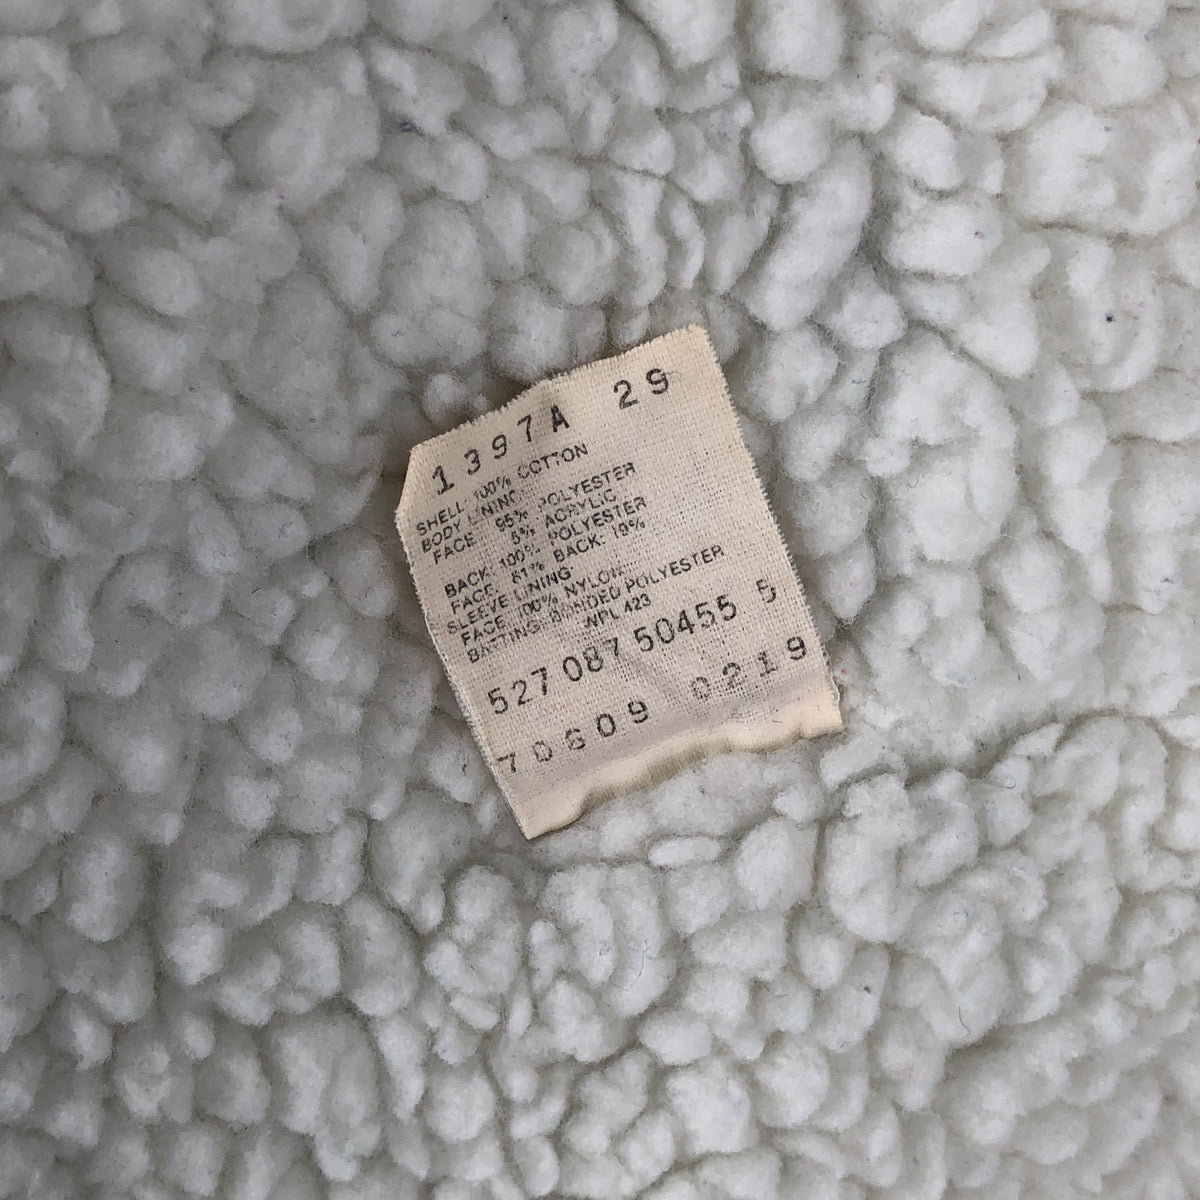 1397A 29
SHELL 100% COTTON
BODY LINING:
FACE 95% POLYESTER
5% ACRYLIC
BACK: 100% POLYESTER
FACE: 81% BACK: 19%
SLEEVE LINING:
FACE 100% NYLON
BATTING: BONDED POLYESTER
WPL 423
527 087 50455 5
70609 0219